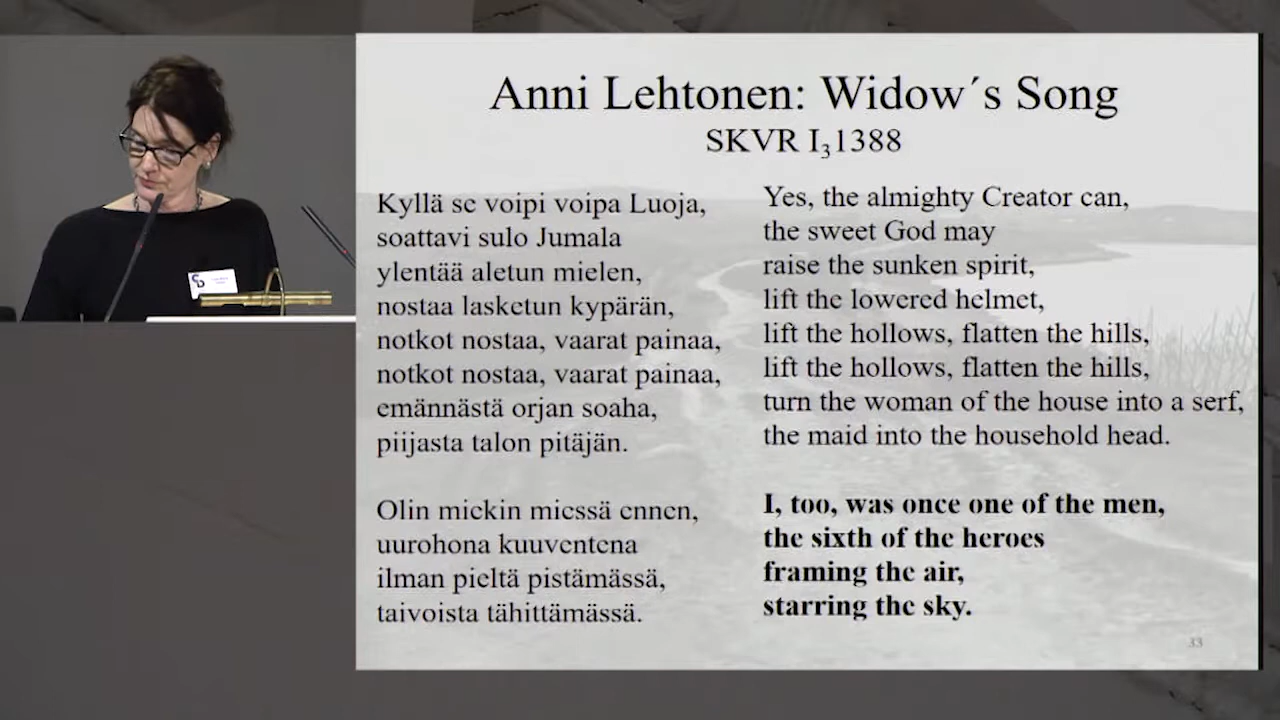 Anni Lehtonen: Widow´s Song
SKVR I₃1388
Kyllä se voipi voipa Luoja,
soattavi sulo Jumala
ylentää aletun mielen,
nostaa lasketun kypärän,
notkot nostaa, vaarat painaa,
notkot nostaa, vaarat painaa,
emännästä orjan soaha,
piijasta talon pitäjän.
Olin miekin miessä ennen,
uurohona kuuventena
ilman pieltä pistämässä,
taivoista tähittämässä.
Yes, the almighty Creator can,
the sweet God may
raise the sunken spirit,
lift the lowered helmet,
lift the hollows, flatten the hills,
lift the hollows, flatten the hills,
turn the woman of the house into a serf,
the maid into the household head.
I, too, was once one of the men,
the sixth of the heroes
framing the air,
starring the sky.
33